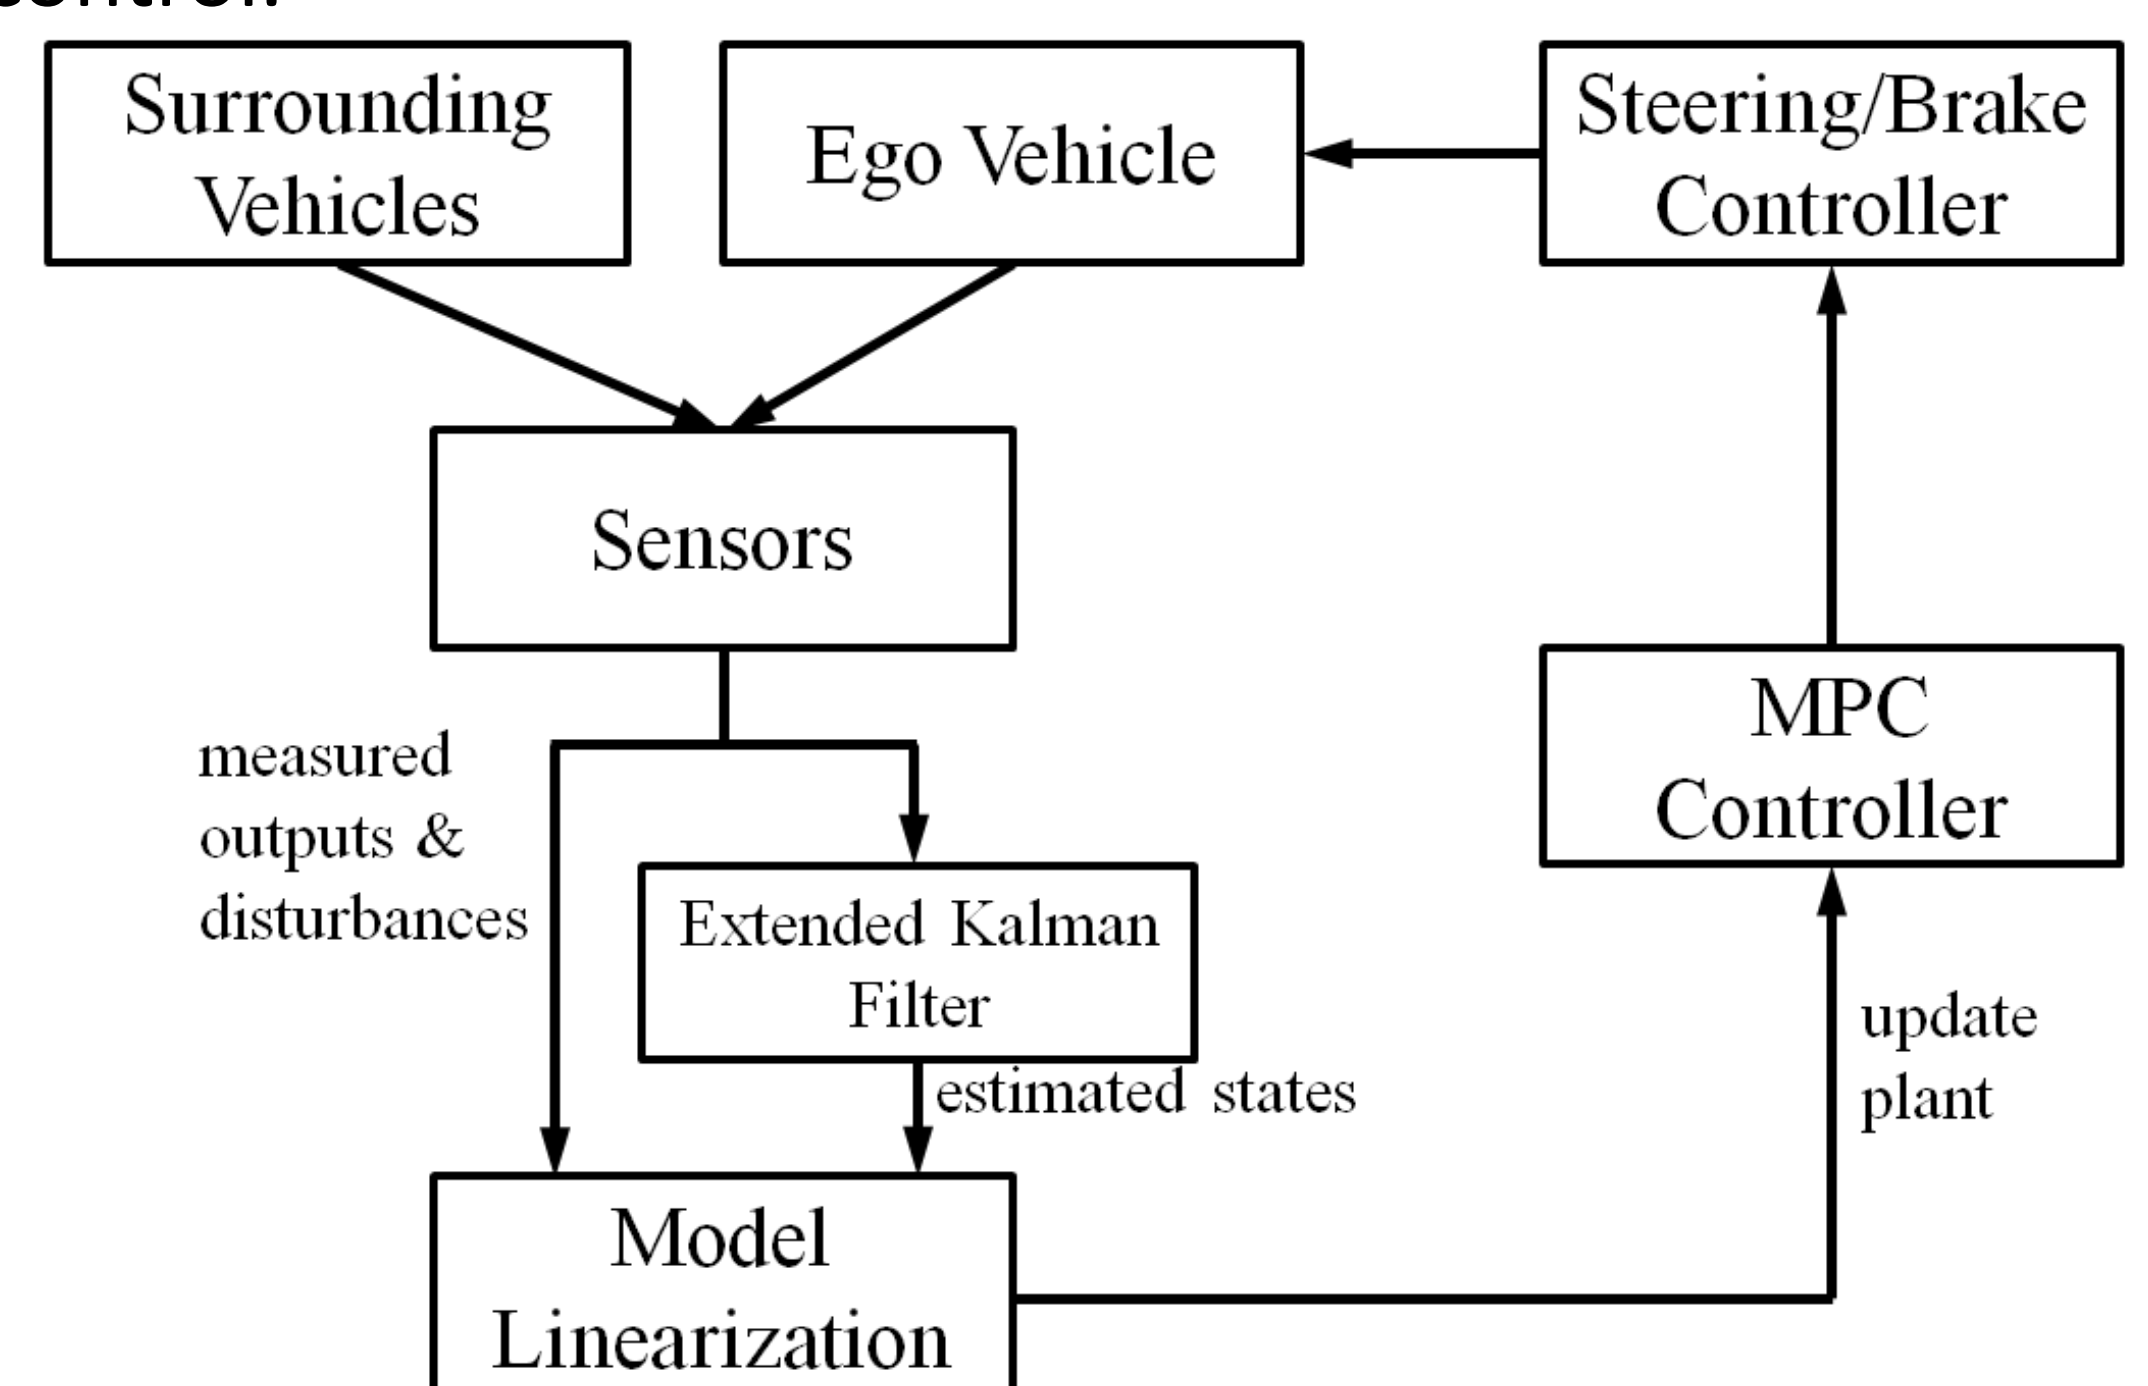 control.
Surrounding
Vehicles
Ego Vehicle
Steering/Brake
Controller
Sensors
measured
outputs &
disturbances
Extended Kalman
Filter
estimated states
MPC
Controller
update
plant
Model
Linearization